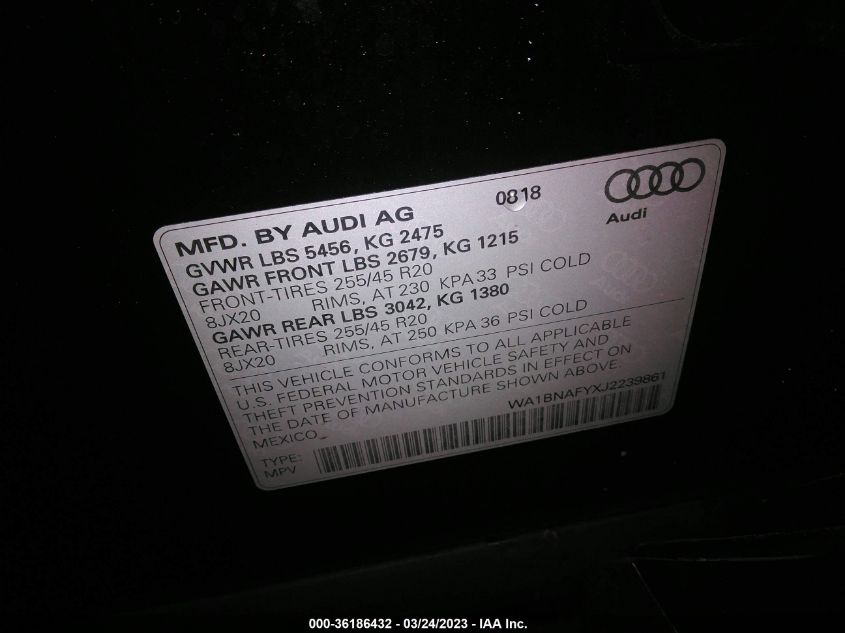 MFD. BY AUDI AG 0818
Audi
GVWR LBS 5456, KG 2475
GAWR FRONT LBS 2679, KG 1215
FRONT-TIRES 255/45 R20
8JX20 RIMS, AT 230 KPA 33 PSI COLD
GAWR REAR LBS 3042, KG 1380
REAR-TIRES 255/45 R20
8JX20 RIMS, AT 250 KPA 36 PSI COLD
THIS VEHICLE CONFORMS TO ALL APPLICABLE
U.S. FEDERAL MOTOR VEHICLE SAFETY AND
THEFT PREVENTION STANDARDS IN EFFECT ON
THE DATE OF MANUFACTURE SHOWN ABOVE.
MEXICO
WA1BNAFYXJ2239861
TYPE:
MPV
000-36186432 - 03/24/2023 - IAA Inc.